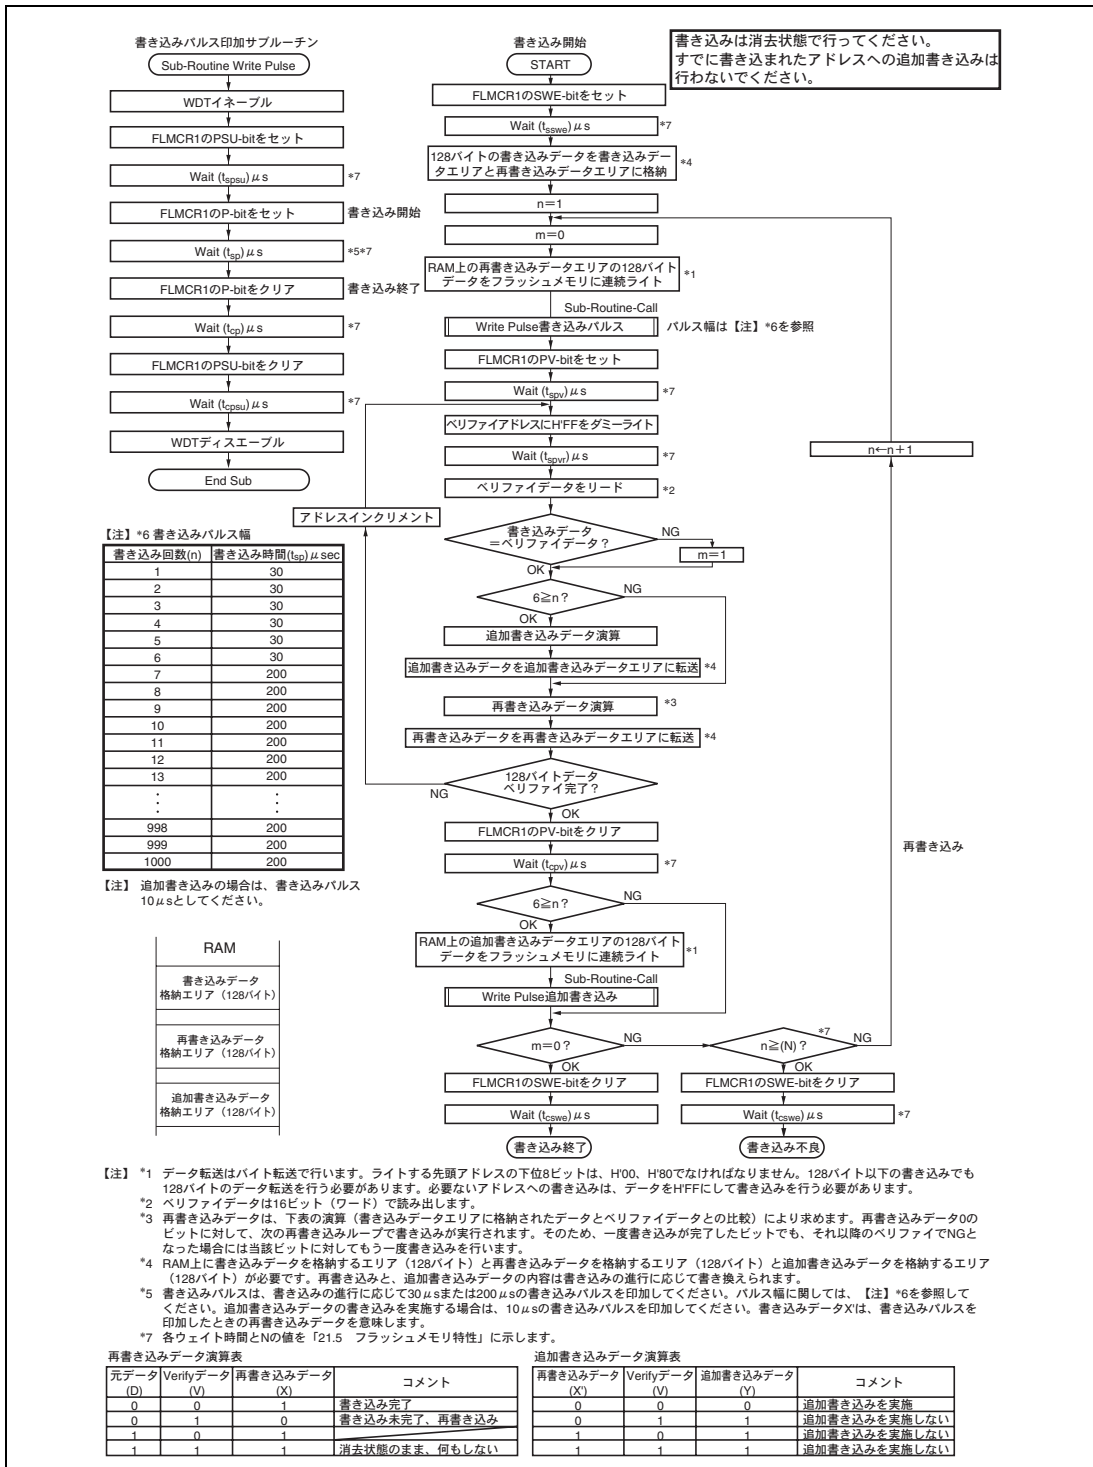 書き込みパルス印加サブルーチン
Sub-Routine Write Pulse
WDTイネーブル
FLMCR1のPSU-bitをセット
Wait (tspsu) μs *7
FLMCR1のP-bitをセット 書き込み開始
Wait (tsp) μs *5*7
FLMCR1のP-bitをクリア 書き込み終了
Wait (tcp) μs *7
FLMCR1のPSU-bitをクリア
Wait (tcpsu) μs *7
WDTディスエーブル
End Sub
書き込み開始
START
FLMCR1のSWE-bitをセット
Wait (tsswe) μs *7
128バイトの書き込みデータを書き込みデー
タエリアと再書き込みデータエリアに格納 *4
n=1
m=0
RAM上の再書き込みデータエリアの128バイト
データをフラッシュメモリに連続ライト *1
Sub-Routine-Call
Write Pulse書き込みパルス パルス幅は【注】*6を参照
FLMCR1のPV-bitをセット
Wait (tspv) μs *7
ベリファイアドレスにH'FFをダミーライト
Wait (tspvr) μs *7
ベリファイデータをリード *2
アドレスインクリメント
書き込みデータ
=ベリファイデータ?
NG
m=1
OK
6≧n?
NG
OK
追加書き込みデータ演算
追加書き込みデータを追加書き込みデータエリアに転送 *4
再書き込みデータ演算 *3
再書き込みデータを再書き込みデータエリアに転送 *4
128バイトデータ
ベリファイ完了?
NG
OK
FLMCR1のPV-bitをクリア
Wait (tcpv) μs *7
6≧n?
NG
OK
RAM上の追加書き込みデータエリアの128バイト
データをフラッシュメモリに連続ライト *1
Sub-Routine-Call
Write Pulse追加書き込み
m=0?
NG
OK
FLMCR1のSWE-bitをクリア
Wait (tcswe) μs
書き込み終了
n≧(N)? *7
NG
OK
FLMCR1のSWE-bitをクリア
Wait (tcswe) μs *7
書き込み不良
n←n+1
再書き込み
書き込みは消去状態で行ってください。
すでに書き込まれたアドレスへの追加書き込みは
行わないでください。
【注】*6 書き込みパルス幅
書き込み回数(n) 書き込み時間(tsp) μsec
1 30
2 30
3 30
4 30
5 30
6 30
7 200
8 200
9 200
10 200
11 200
12 200
13 200
⋮ ⋮
998 200
999 200
1000 200
【注】 追加書き込みの場合は、書き込みパルス
10μsとしてください。
RAM
書き込みデータ
格納エリア(128バイト)
再書き込みデータ
格納エリア(128バイト)
追加書き込みデータ
格納エリア(128バイト)
【注】 *1 データ転送はバイト転送で行います。ライトする先頭アドレスの下位8ビットは、H'00、H'80でなければなりません。128バイト以下の書き込みでも
128バイトのデータ転送を行う必要があります。必要ないアドレスへの書き込みは、データをH'FFにして書き込みを行う必要があります。
*2 ベリファイデータは16ビット(ワード)で読み出します。
*3 再書き込みデータは、下表の演算(書き込みデータエリアに格納されたデータとベリファイデータとの比較)により求めます。再書き込みデータ0の
ビットに対して、次の再書き込みループで書き込みが実行されます。そのため、一度書き込みが完了したビットでも、それ以降のベリファイでNGと
なった場合には当該ビットに対してもう一度書き込みを行います。
*4 RAM上に書き込みデータを格納するエリア(128バイト)と再書き込みデータを格納するエリア(128バイト)と追加書き込みデータを格納するエリア
(128バイト)が必要です。再書き込みと、追加書き込みデータの内容は書き込みの進行に応じて書き換えられます。
*5 書き込みパルスは、書き込みの進行に応じて30μsまたは200μsの書き込みパルスを印加してください。パルス幅に関しては、【注】*6を参照して
ください。追加書き込みデータの書き込みを実施する場合は、10μsの書き込みパルスを印加してください。書き込みデータX'は、書き込みパルスを
印加したときの再書き込みデータを意味します。
*7 各ウェイト時間とNの値を「21.5 フラッシュメモリ特性」に示します。
再書き込みデータ演算表
元データ(D) Verifyデータ(V) 再書き込みデータ(X) コメント
0 0 1 書き込み完了
0 1 0 書き込み未完了、再書き込み
1 0 1
1 1 1 消去状態のまま、何もしない
追加書き込みデータ演算表
再書き込みデータ(X') Verifyデータ(V) 追加書き込みデータ(Y) コメント
0 0 0 追加書き込みを実施
0 1 1 追加書き込みを実施しない
1 0 1 追加書き込みを実施しない
1 1 1 追加書き込みを実施しない